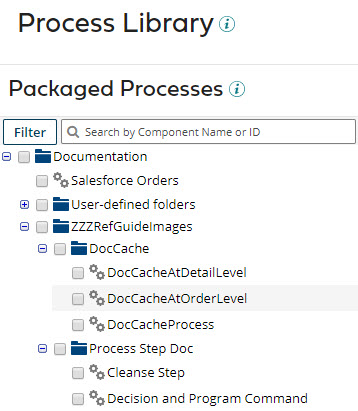 Process Library
Packaged Processes
Filter
Search by Component Name or ID
Documentation
Salesforce Orders
User-defined folders
ZZZRefGuideImages
DocCache
DocCacheAtDetailLevel
DocCacheAtOrderLevel
DocCacheProcess
Process Step Doc
Cleanse Step
Decision and Program Command